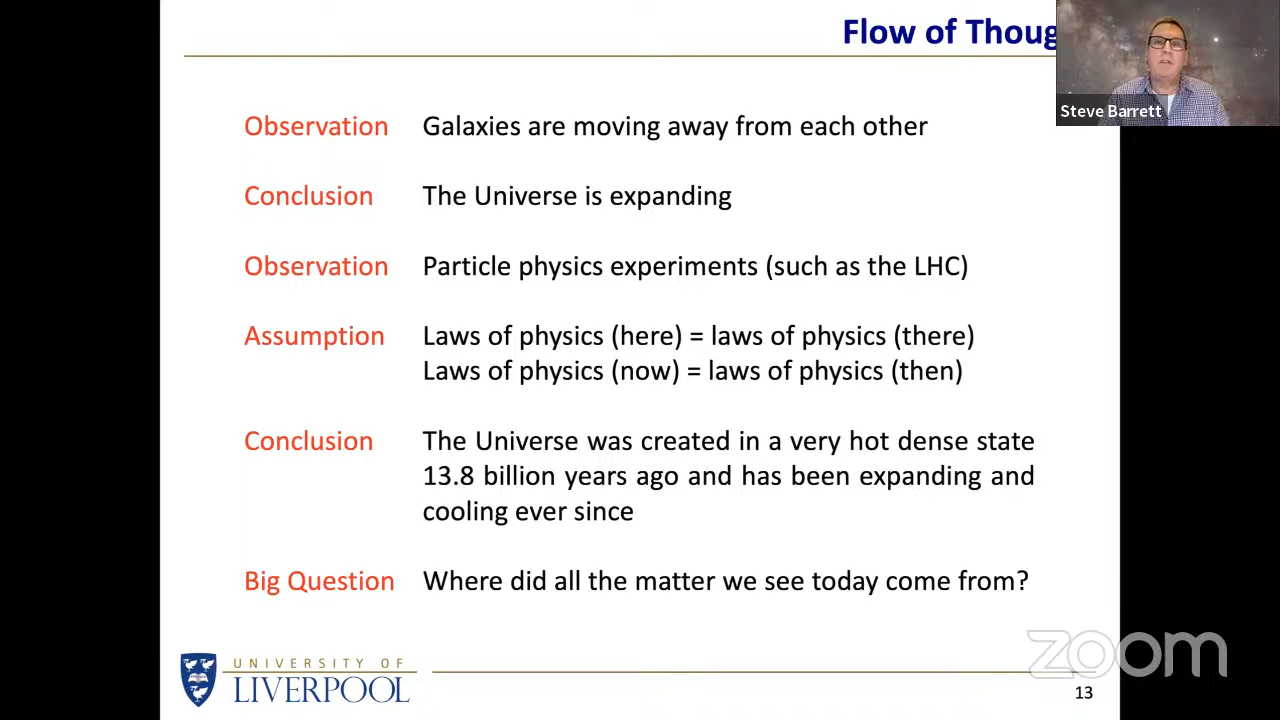 Flow of Thoug
Steve Barrett
Observation Galaxies are moving away from each other
Conclusion The Universe is expanding
Observation Particle physics experiments (such as the LHC)
Assumption Laws of physics (here) = laws of physics (there)
Laws of physics (now) = laws of physics (then)
Conclusion The Universe was created in a very hot dense state
13.8 billion years ago and has been expanding and
cooling ever since
Big Question Where did all the matter we see today come from?
zoom
UNIVERSITY OF
LIVERPOOL
13